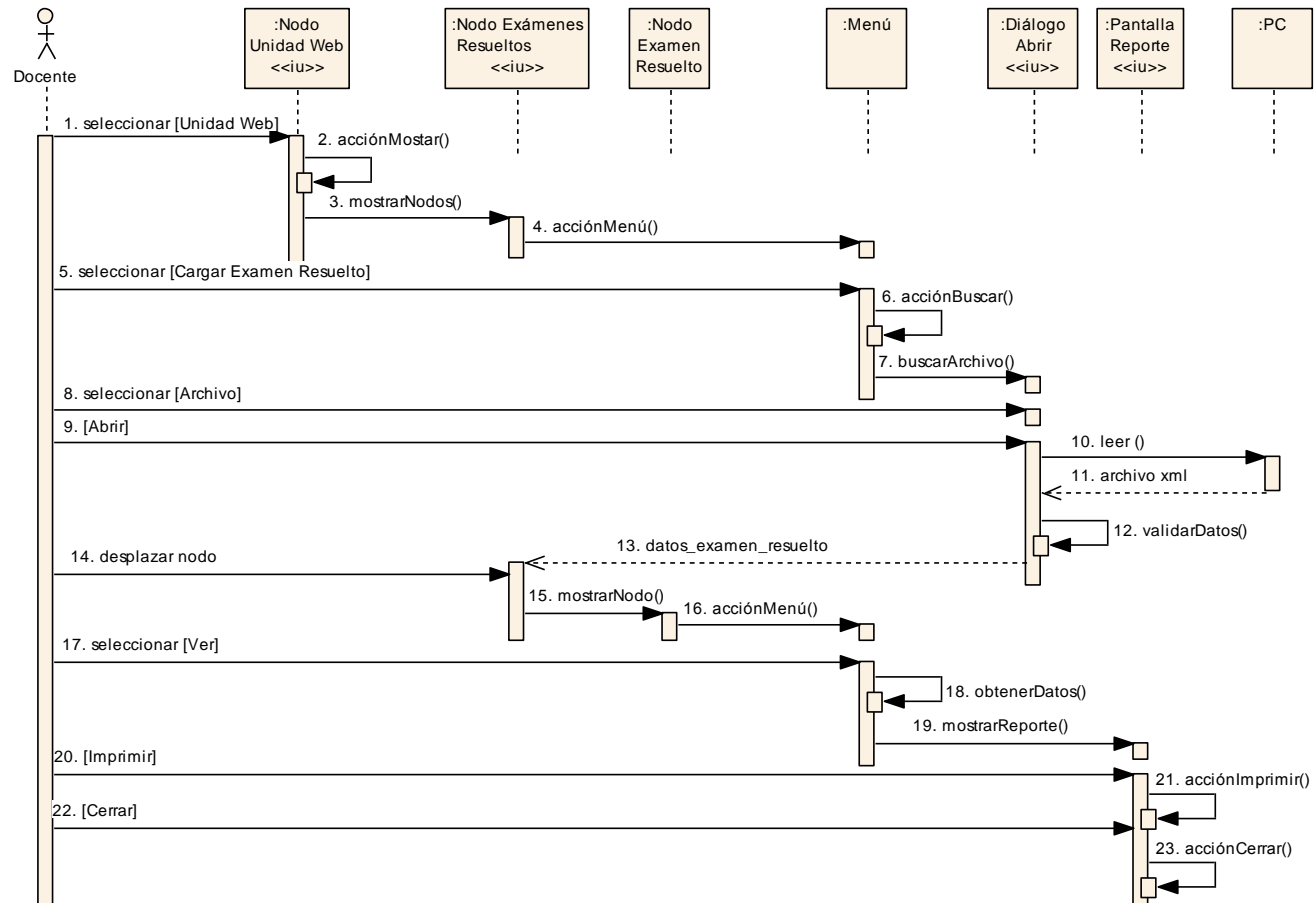 :Nodo
Unidad Web
<<iu>>
:Nodo Exámenes
Resueltos
<<iu>>
:Nodo
Examen
Resuelto
:Menú
:Diálogo
Abrir
<<iu>>
:Pantalla
Reporte
<<iu>>
:PC
Docente
1. seleccionar [Unidad Web]
2. acciónMostar()
3. mostrarNodos()
4. acciónMenú()
5. seleccionar [Cargar Examen Resuelto]
6. acciónBuscar()
7. buscarArchivo()
8. seleccionar [Archivo]
9. [Abrir]
10. leer ()
11. archivo xml
12. validarDatos()
13. datos_examen_resuelto
14. desplazar nodo
15. mostrarNodo()
16. acciónMenú()
17. seleccionar [Ver]
18. obtenerDatos()
19. mostrarReporte()
20. [Imprimir]
21. acciónImprimir()
22. [Cerrar]
23. acciónCerrar()